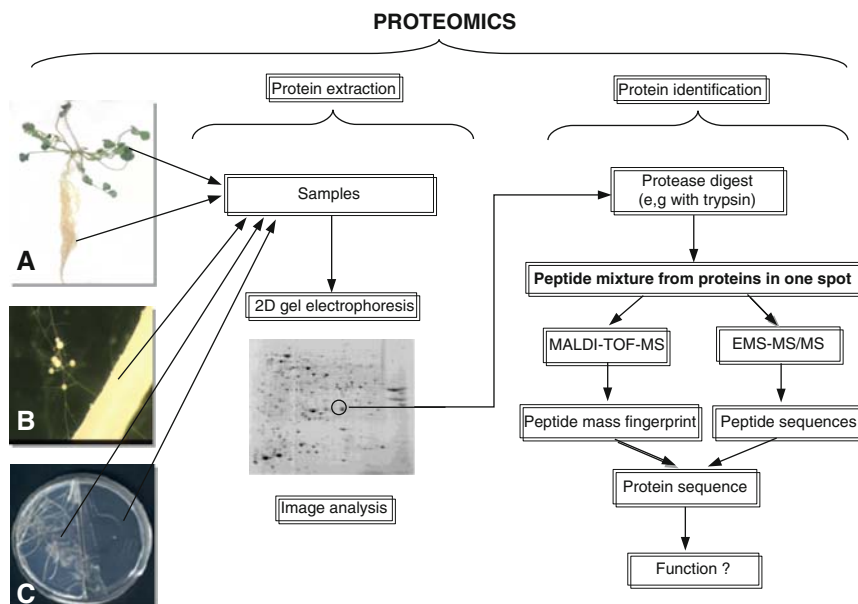 PROTEOMICS
Protein extraction
Protein identification
A
Samples
Protease digest
(e,g with trypsin)
Peptide mixture from proteins in one spot
2D gel electrophoresis
B
MALDI-TOF-MS
EMS-MS/MS
Peptide mass fingerprint
Peptide sequences
C
Image analysis
Protein sequence
Function ?